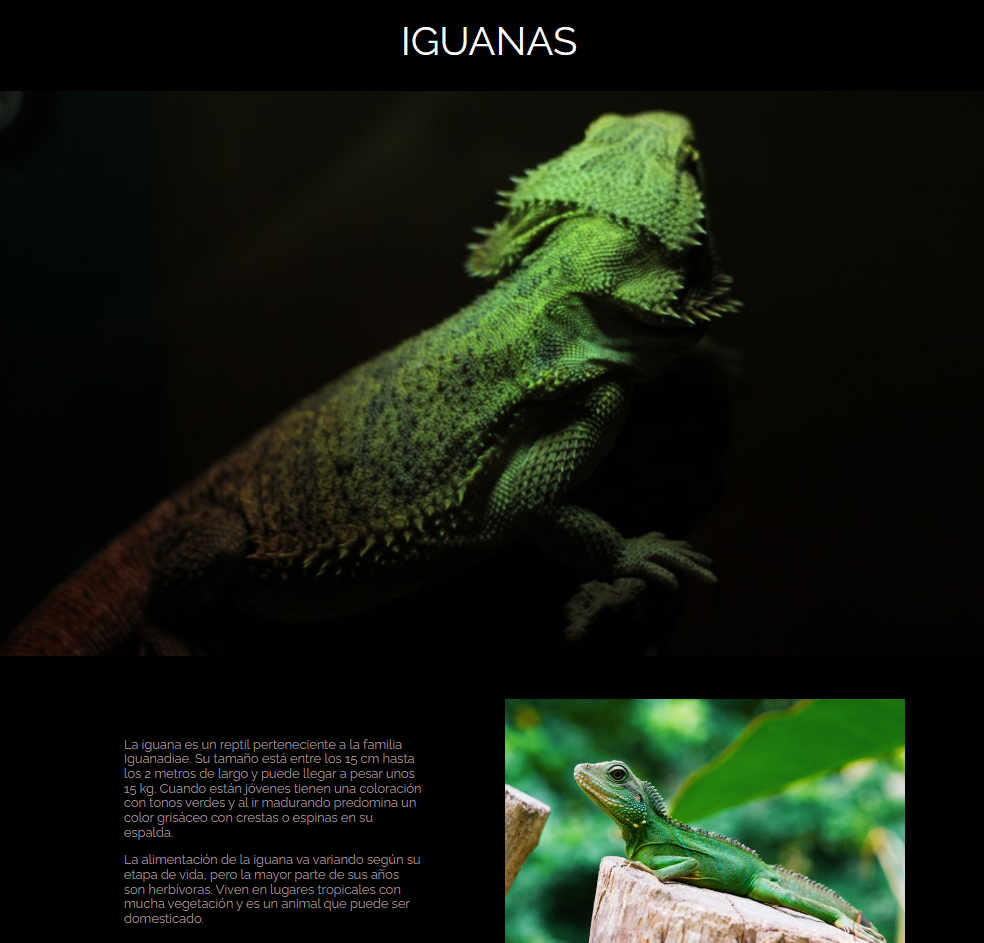 IGUANAS
La iguana es un reptil perteneciente a la familia
Iguanadiae. Su tamaño está entre los 15 cm hasta
los 2 metros de largo y puede llegar a pesar unos
15 kg. Cuando están jóvenes tienen una coloración
con tonos verdes y al ir madurando predomina un
color grisáceo con crestas o espinas en su
espalda.
La alimentación de la iguana va variando según su
etapa de vida, pero la mayor parte de sus años
son herbívoras. Viven en lugares tropicales con
mucha vegetación y es un animal que puede ser
domesticado.